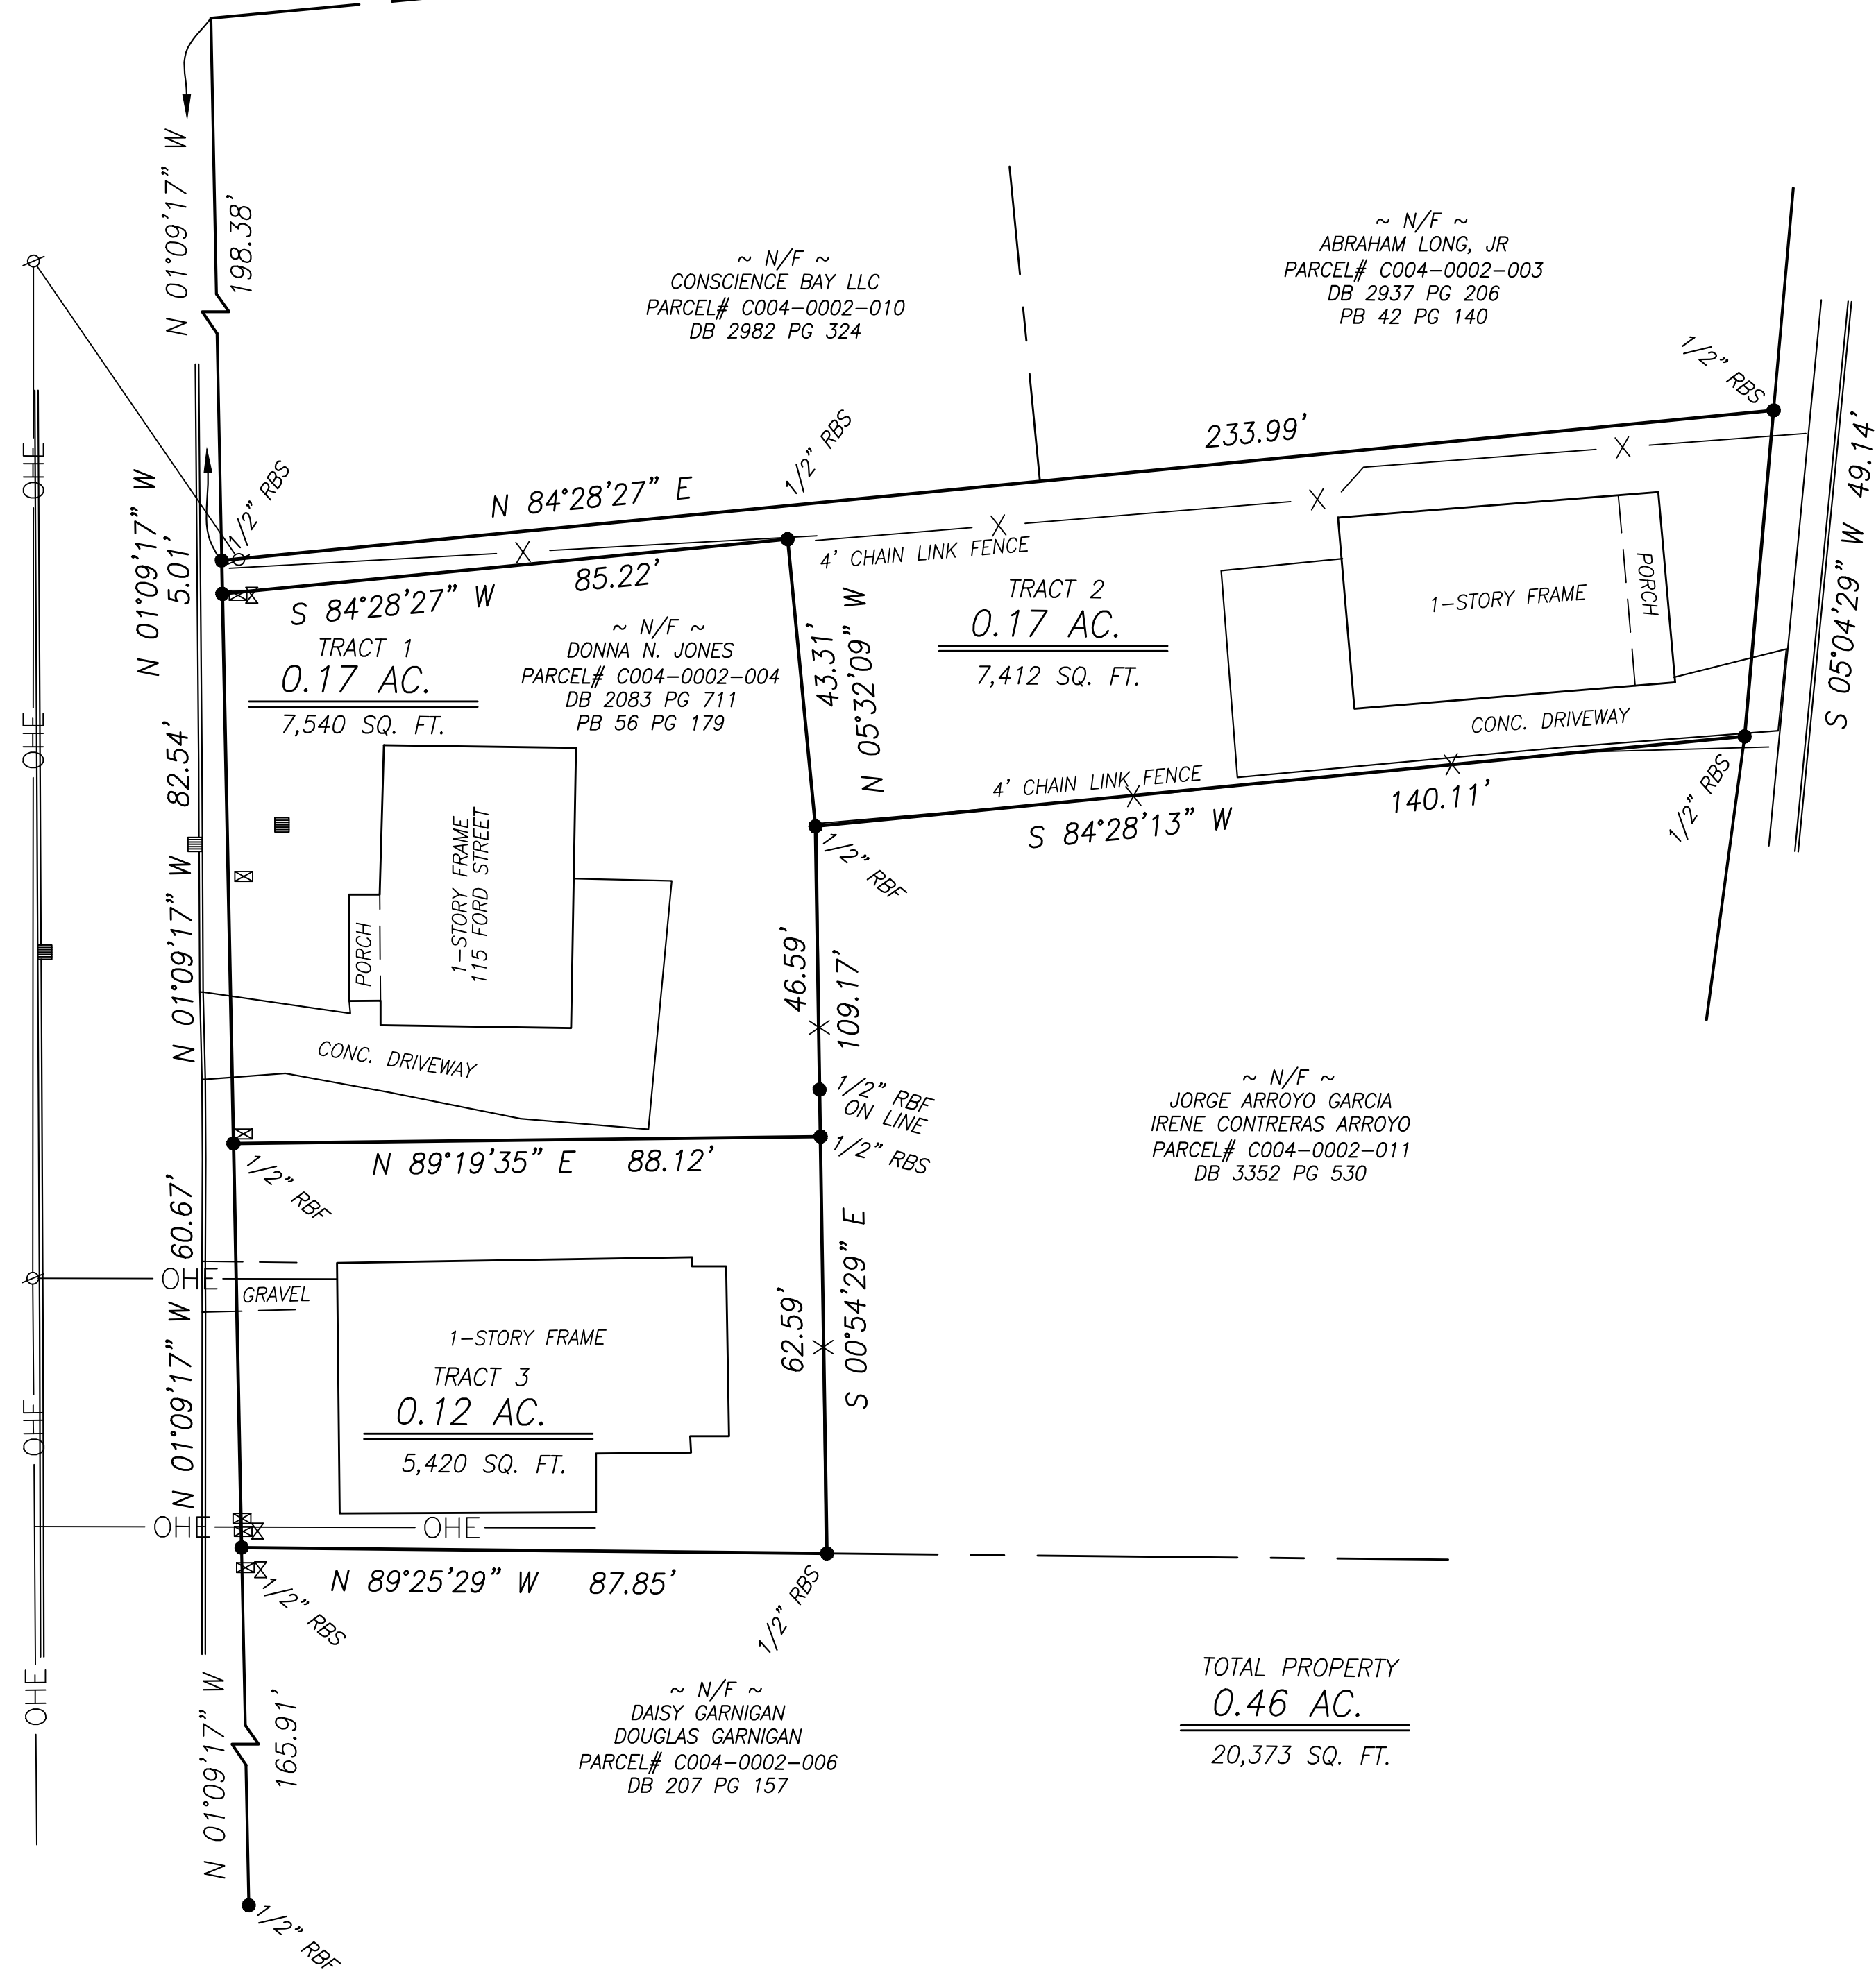 N 01°09'17" W
198.38'
~ N/F ~
CONSCIENCE BAY LLC
PARCEL# C004-0002-010
DB 2982 PG 324
~ N/F ~
ABRAHAM LONG, JR
PARCEL# C004-0002-003
DB 2937 PG 206
PB 42 PG 140
1/2" RBS
1/2" RBS
1/2" RBS
N 84°28'27" E
233.99'
N 01°09'17" W
5.01'
S 05°04'29" W 49.14'
OHE
OHE
4' CHAIN LINK FENCE
S 84°28'27" W
85.22'
TRACT 1
0.17 AC.
7,540 SQ. FT.
~ N/F ~
DONNA N. JONES
PARCEL# C004-0002-004
DB 2083 PG 711
PB 56 PG 179
43.31'
N 05°32'09" W
TRACT 2
0.17 AC.
7,412 SQ. FT.
1-STORY FRAME
PORCH
CONC. DRIVEWAY
4' CHAIN LINK FENCE
S 84°28'13" W
140.11'
1/2" RBS
1/2" RBF
N 01°09'17" W 82.54'
1-STORY FRAME
115 FORD STREET
PORCH
CONC. DRIVEWAY
46.59'
109.17'
1/2" RBF
ON LINE
1/2" RBS
N 89°19'35" E 88.12'
1/2" RBF
~ N/F ~
JORGE ARROYO GARCIA
IRENE CONTRERAS ARROYO
PARCEL# C004-0002-011
DB 3352 PG 530
N 01°09'17" W 60.67'
OHE
GRAVEL
1-STORY FRAME
TRACT 3
0.12 AC.
5,420 SQ. FT.
62.59'
S 00°54'29" E
OHE
OHE
OHE
N 89°25'29" W 87.85'
1/2" RBS
1/2" RBS
OHE
N 01°09'17" W
165.91'
~ N/F ~
DAISY GARNIGAN
DOUGLAS GARNIGAN
PARCEL# C004-0002-006
DB 207 PG 157
TOTAL PROPERTY
0.46 AC.
20,373 SQ. FT.
1/2" RBF